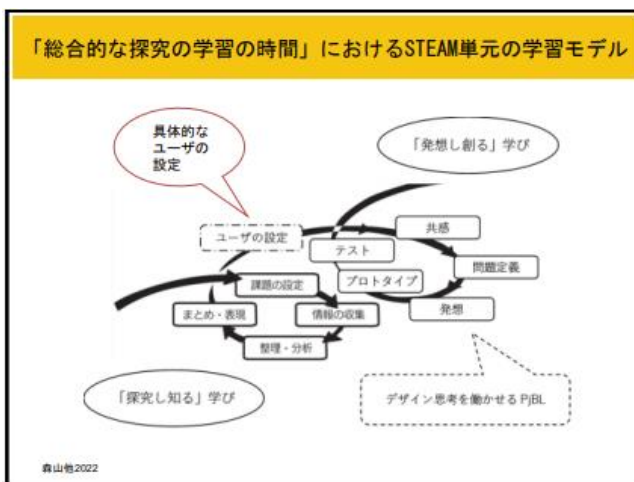 「総合的な探究の学習の時間」におけるSTEAM単元の学習モデル
具体的な
ユーザの
設定
「発想し創る」学び
ユーザの設定
共感
テスト
問題定義
プロトタイプ
課題の設定
発想
まとめ・表現
情報の収集
整理・分析
「探究し知る」学び
デザイン思考を働かせるPjBL
森山他2022